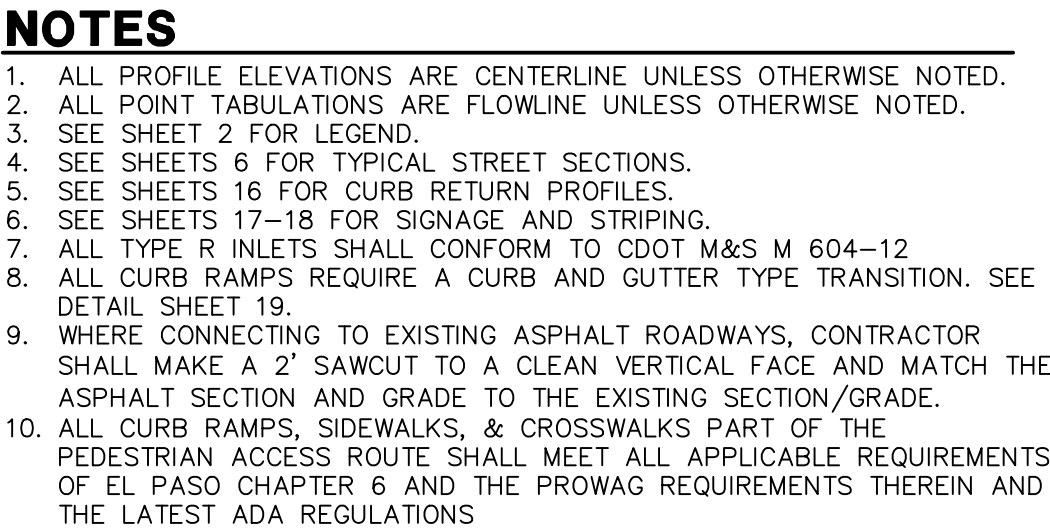 NOTES
1. ALL PROFILE ELEVATIONS ARE CENTERLINE UNLESS OTHERWISE NOTED.
2. ALL POINT TABULATIONS ARE FLOWLINE UNLESS OTHERWISE NOTED.
3. SEE SHEET 2 FOR LEGEND.
4. SEE SHEETS 6 FOR TYPICAL STREET SECTIONS.
5. SEE SHEETS 16 FOR CURB RETURN PROFILES.
6. SEE SHEETS 17–18 FOR SIGNAGE AND STRIPING.
7. ALL TYPE R INLETS SHALL CONFORM TO CDOT M&S M 604–12
8. ALL CURB RAMPS REQUIRE A CURB AND GUTTER TYPE TRANSITION. SEE
DETAIL SHEET 19.
9. WHERE CONNECTING TO EXISTING ASPHALT ROADWAYS, CONTRACTOR
SHALL MAKE A 2' SAWCUT TO A CLEAN VERTICAL FACE AND MATCH THE
ASPHALT SECTION AND GRADE TO THE EXISTING SECTION/GRADE.
10. ALL CURB RAMPS, SIDEWALKS, & CROSSWALKS PART OF THE
PEDESTRIAN ACCESS ROUTE SHALL MEET ALL APPLICABLE REQUIREMENTS
OF EL PASO CHAPTER 6 AND THE PROWAG REQUIREMENTS THEREIN AND
THE LATEST ADA REGULATIONS